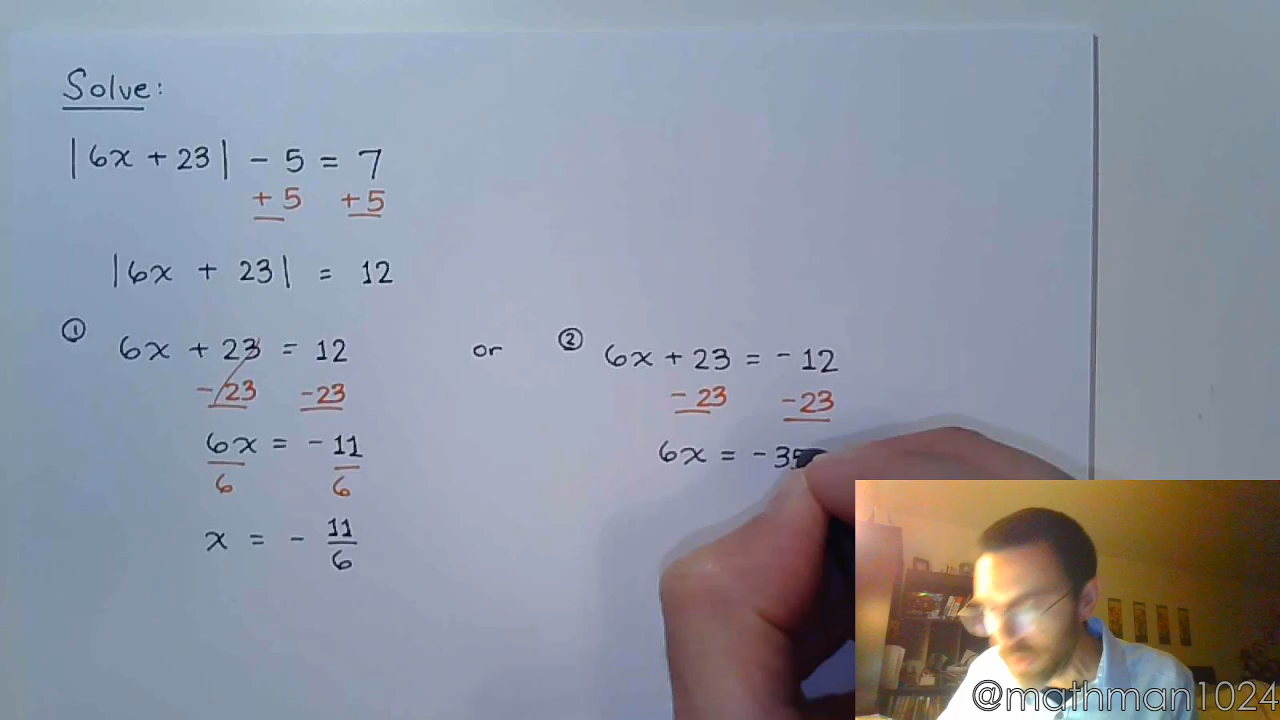 Solve:
|6x + 23| - 5 = 7
+ 5 + 5
|6x + 23| = 12
① 6x + 23 = 12
- 23 - 23
6x = - 11
6 6
x = - 11/6
or
② 6x + 23 = - 12
- 23 - 23
6x = - 35
@mathman1024